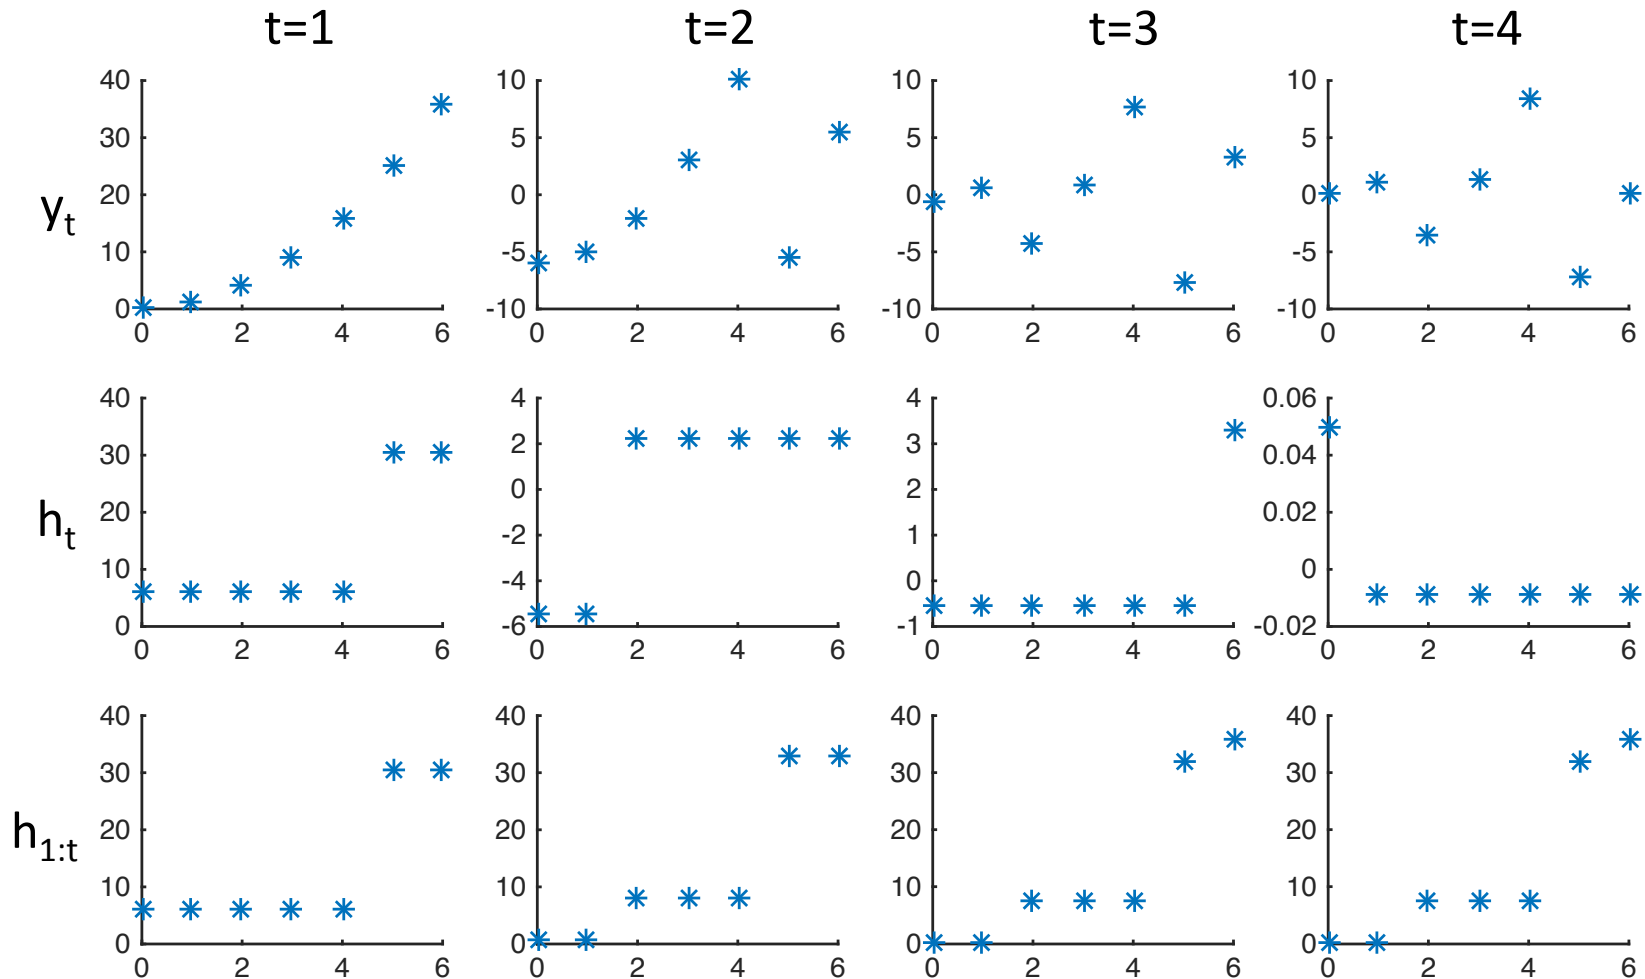 t=1 t=2 t=3 t=4
40 10 10 10
30 5 5 5
20 0 0 0
yt
10 -5 -5 -5
0 -10 -10 -10
0 2 4 6 0 2 4 6 0 2 4 6 0 2 4 6
40 4 4 0.06
30 2 3 0.04
20 0 2 0.02
ht
-2 1
10 -4 0 0
0 -6 -1 -0.02
0 2 4 6 0 2 4 6 0 2 4 6 0 2 4 6
40 40 40 40
30 30 30 30
20 20 20 20
h1:t
10 10 10 10
0 0 0 0
0 2 4 6 0 2 4 6 0 2 4 6 0 2 4 6